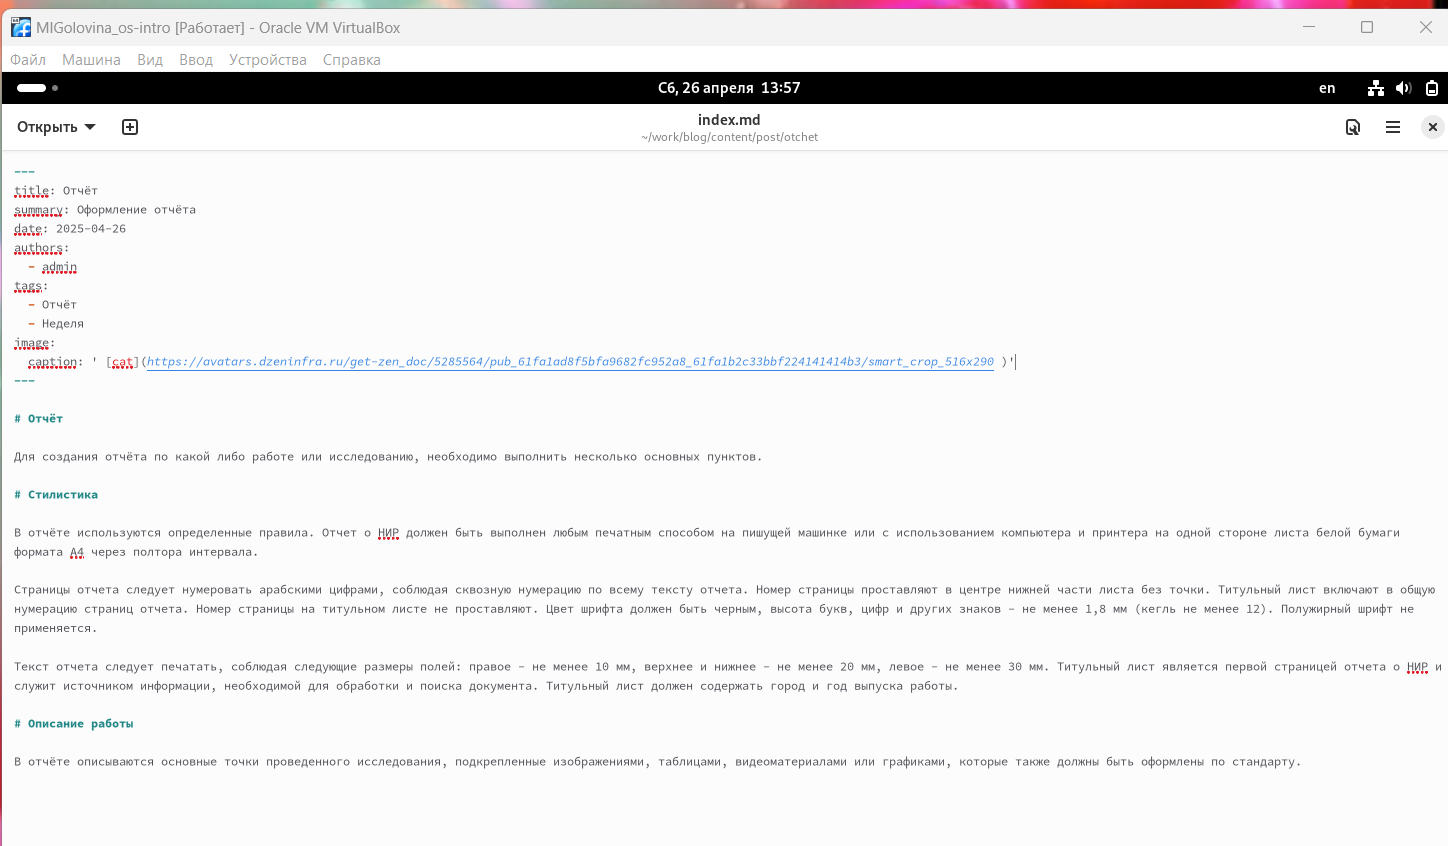 MIGolovina_os-intro [Работает] - Oracle VM VirtualBox
Файл Машина Вид Ввод Устройства Справка
Сб, 26 апреля 13:57
en
Открыть
index.md
~/work/blog/content/post/otchet
---
title: Отчёт
summary: Оформление отчёта
date: 2025-04-26
authors:
  - admin
tags:
  - Отчёт
  - Неделя
image:
  caption: ' [cat](https://avatars.dzeninfra.ru/get-zen_doc/5285564/pub_61fa1ad8f5bfa9682fc952a8_61fa1b2c33bbf224141414b3/smart_crop_516x290 )'
---
# Отчёт
Для создания отчёта по какой либо работе или исследованию, необходимо выполнить несколько основных пунктов.
# Стилистика
В отчёте используются определенные правила. Отчет о НИР должен быть выполнен любым печатным способом на пишущей машинке или с использованием компьютера и принтера на одной стороне листа белой бумаги
формата А4 через полтора интервала.
Страницы отчета следует нумеровать арабскими цифрами, соблюдая сквозную нумерацию по всему тексту отчета. Номер страницы проставляют в центре нижней части листа без точки. Титульный лист включают в общую
нумерацию страниц отчета. Номер страницы на титульном листе не проставляют. Цвет шрифта должен быть черным, высота букв, цифр и других знаков – не менее 1,8 мм (кегль не менее 12). Полужирный шрифт не
применяется.
Текст отчета следует печатать, соблюдая следующие размеры полей: правое – не менее 10 мм, верхнее и нижнее – не менее 20 мм, левое – не менее 30 мм. Титульный лист является первой страницей отчета о НИР и
служит источником информации, необходимой для обработки и поиска документа. Титульный лист должен содержать город и год выпуска работы.
# Описание работы
В отчёте описываются основные точки проведенного исследования, подкрепленные изображениями, таблицами, видеоматериалами или графиками, которые также должны быть оформлены по стандарту.